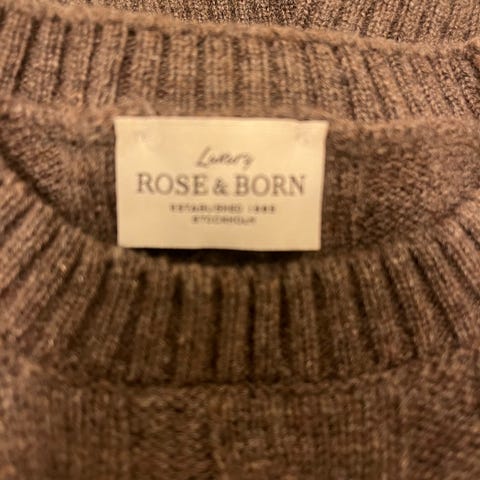 Luxury
ROSE & BORN
ESTABLISHED
STOCKHOLM